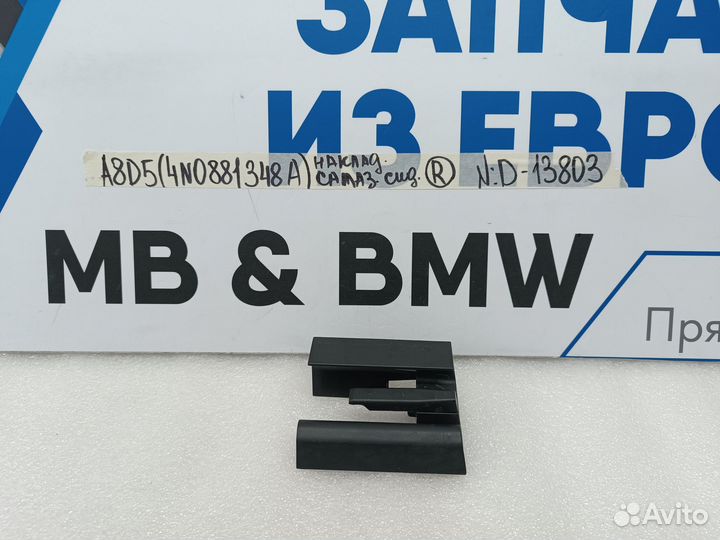 ЗАПЧА
ИЗ ЕВРО
A8D5(4N0881348A) НАКЛАД. САЛАЗ. СИД. (R) N:D-13803
MB & BMW
Пря
Avito